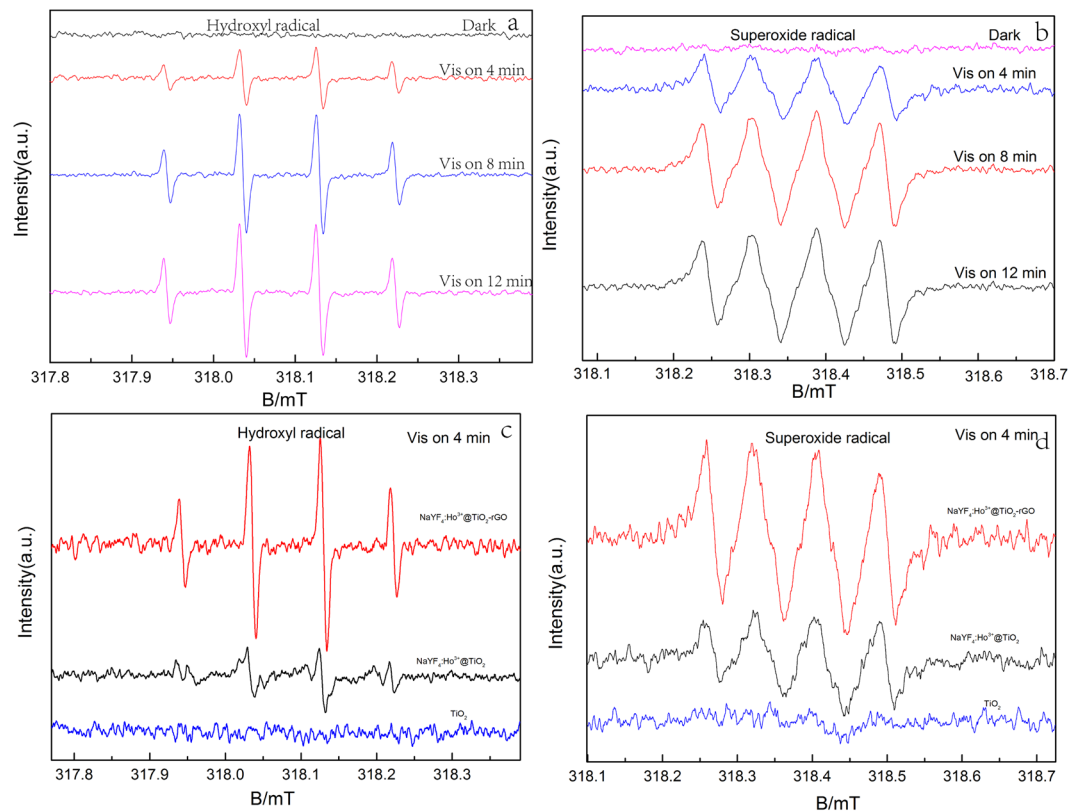 Hydroxyl radical Dark a
Vis on 4 min
Vis on 8 min
Vis on 12 min
Intensity(a.u.)
317.8 317.9 318.0 318.1 318.2 318.3
B/mT
Superoxide radical Dark b
Vis on 4 min
Vis on 8 min
Vis on 12 min
Intensity(a.u.)
318.1 318.2 318.3 318.4 318.5 318.6 318.7
B/mT
Hydroxyl radical Vis on 4 min c
NaYF₄:Ho³⁺@TiO₂-rGO
NaYF₄:Ho³⁺@TiO₂
TiO₂
Intensity(a.u.)
317.8 317.9 318.0 318.1 318.2 318.3
B/mT
Superoxide radical Vis on 4 min d
NaYF₄:Ho³⁺@TiO₂-rGO
NaYF₄:Ho³⁺@TiO₂
TiO₂
Intensity(a.u.)
318.1 318.2 318.3 318.4 318.5 318.6 318.7
B/mT